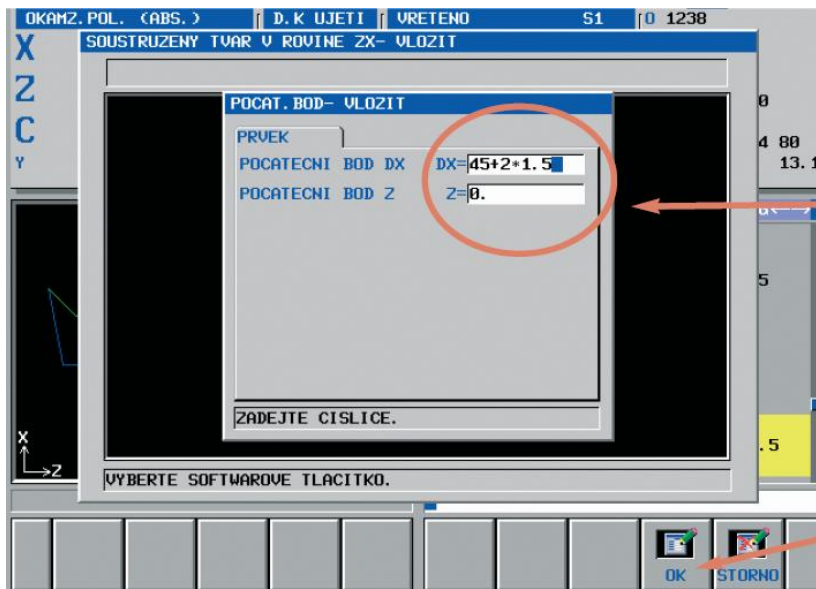 OKAMZ. POL. (ABS.) D.K UJETI VRETENO S1 O 1238
SOUSTRUZENY TVAR V ROVINE ZX- VLOZIT
X
Z
C
Y
0
4 80
13.1
POCAT.BOD- VLOZIT
PRVEK
POCATECNI BOD DX DX=45+2*1.5
POCATECNI BOD Z Z=0.
5
ZADEJTE CISLICE.
X
Z
.5
VYBERTE SOFTWAROVE TLACITKO.
OK STORNO